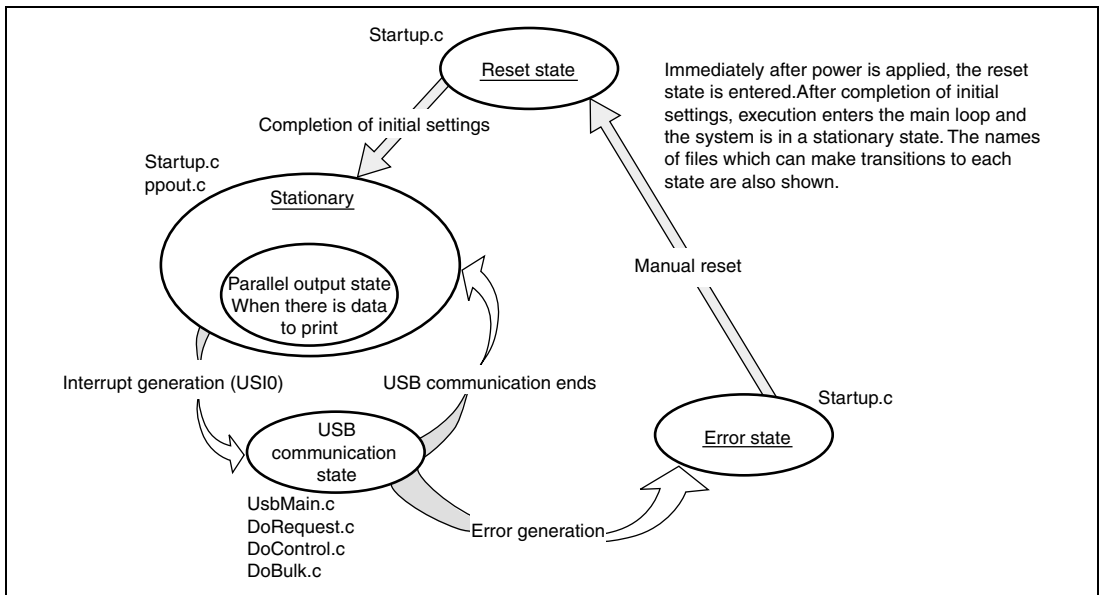 Startup.c
Reset state
Immediately after power is applied, the reset
state is entered.After completion of initial
settings, execution enters the main loop and
the system is in a stationary state. The names
of files which can make transitions to each
state are also shown.
Completion of initial settings
Startup.c
ppout.c
Stationary
Parallel output state
When there is data
to print
Manual reset
Interrupt generation (USI0)
USB communication ends
Startup.c
Error state
USB
communication
state
UsbMain.c
DoRequest.c
DoControl.c
DoBulk.c
Error generation